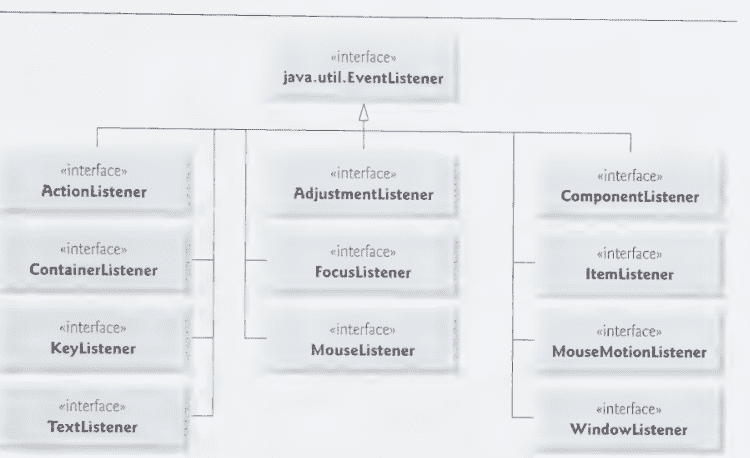 «interface»
java.util.EventListener
«interface»
ActionListener
«interface»
AdjustmentListener
«interface»
ComponentListener
«interface»
ContainerListener
«interface»
FocusListener
«interface»
ItemListener
«interface»
KeyListener
«interface»
MouseListener
«interface»
MouseMotionListener
«interface»
TextListener
«interface»
WindowListener